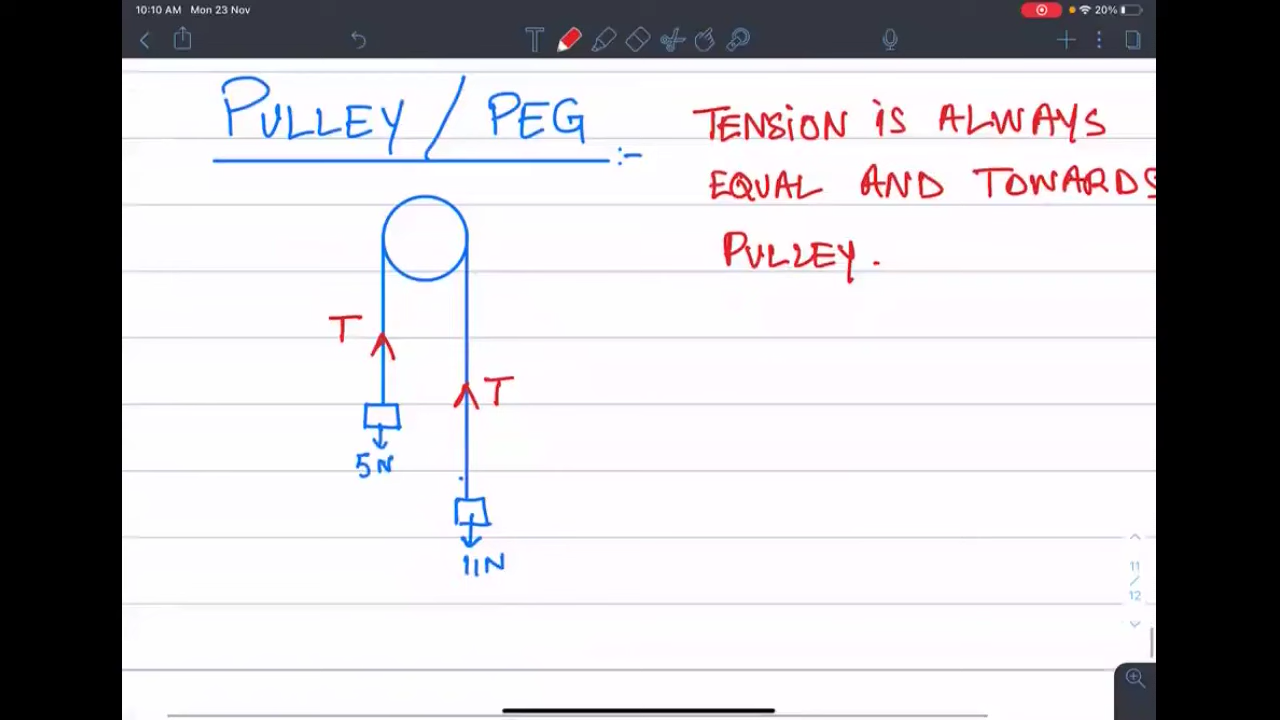 10:10 AM Mon 23 Nov
20%
PULLEY / PEG :-
TENSION IS ALWAYS
EQUAL AND TOWARDS
PULLEY.
T
T
5N
11N
11
/
12